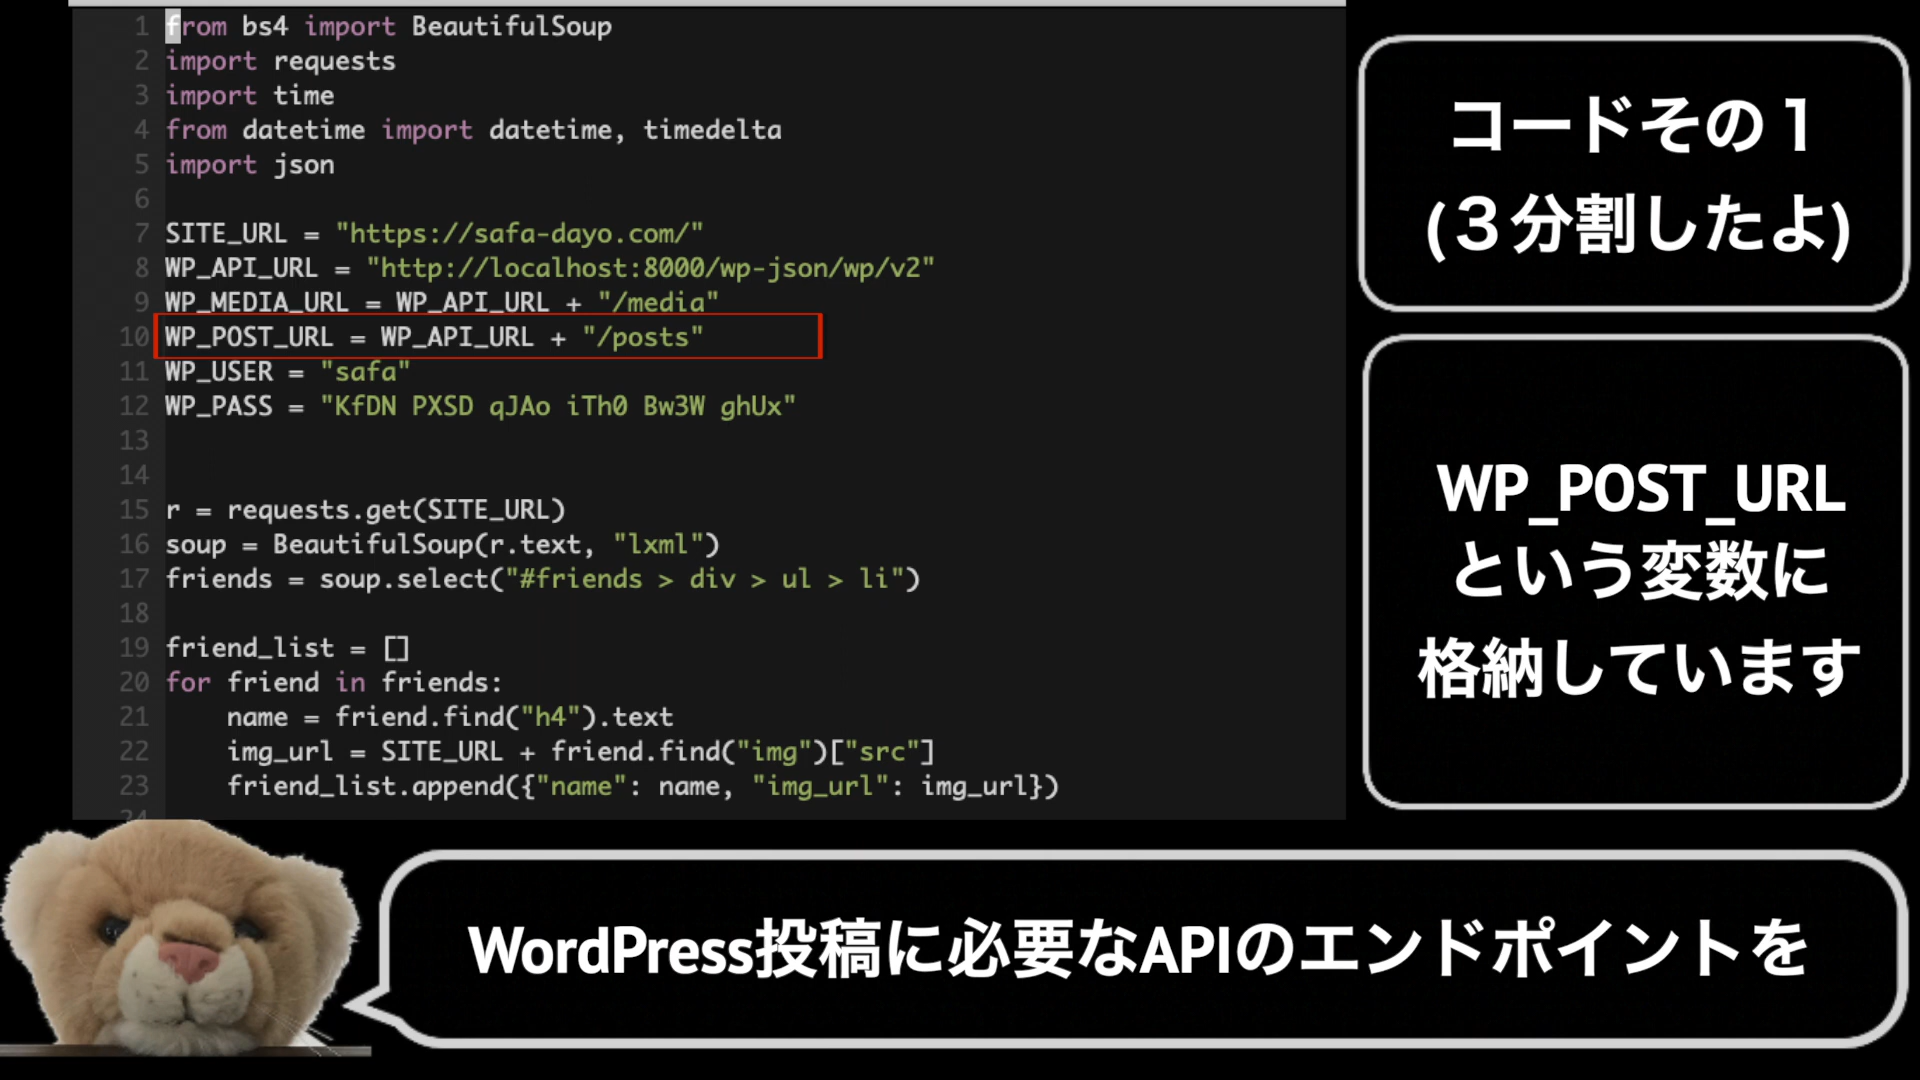 1 from bs4 import BeautifulSoup
2 import requests
3 import time
4 from datetime import datetime, timedelta
5 import json
6
7 SITE_URL = "https://safa-dayo.com/"
8 WP_API_URL = "http://localhost:8000/wp-json/wp/v2"
9 WP_MEDIA_URL = WP_API_URL + "/media"
10 WP_POST_URL = WP_API_URL + "/posts"
11 WP_USER = "safa"
12 WP_PASS = "KfDN PXSD qJAo iTh0 Bw3W ghUx"
13
14
15 r = requests.get(SITE_URL)
16 soup = BeautifulSoup(r.text, "lxml")
17 friends = soup.select("#friends > div > ul > li")
18
19 friend_list = []
20 for friend in friends:
21     name = friend.find("h4").text
22     img_url = SITE_URL + friend.find("img")["src"]
23     friend_list.append({"name": name, "img_url": img_url})
コードその１
(３分割したよ)
WP_POST_URL
という変数に
格納しています
WordPress投稿に必要なAPIのエンドポイントを